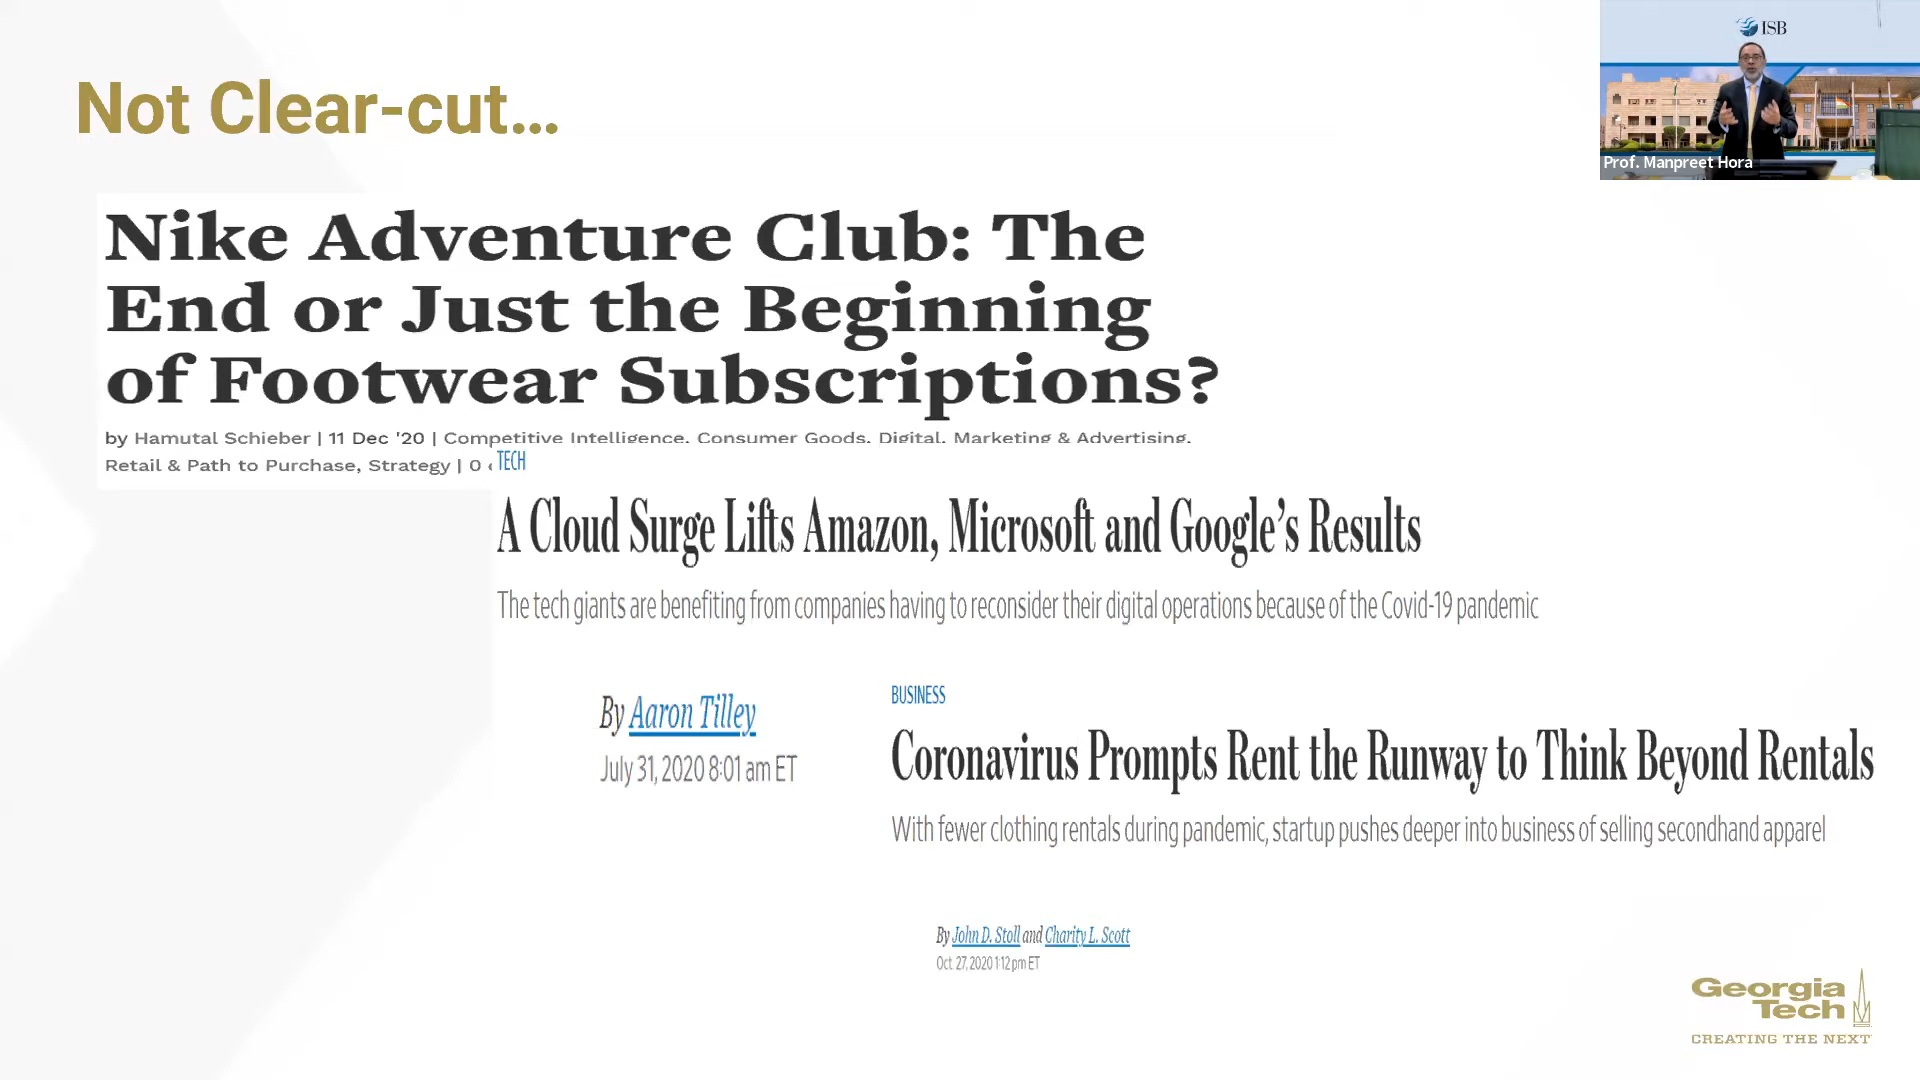 ISB
Prof. Manpreet Hora
Not Clear-cut...
Nike Adventure Club: The
End or Just the Beginning
of Footwear Subscriptions?
by Hamutal Schieber | 11 Dec '20 | Competitive Intelligence, Consumer Goods, Digital, Marketing & Advertising,
Retail & Path to Purchase, Strategy | 0
TECH
A Cloud Surge Lifts Amazon, Microsoft and Google's Results
The tech giants are benefiting from companies having to reconsider their digital operations because of the Covid-19 pandemic
By Aaron Tilley
July 31, 2020 8:01 am ET
BUSINESS
Coronavirus Prompts Rent the Runway to Think Beyond Rentals
With fewer clothing rentals during pandemic, startup pushes deeper into business of selling secondhand apparel
By John D. Stoll and Charity L. Scott
Oct. 27, 2020 1:12 pm ET
Georgia
Tech
CREATING THE NEXT